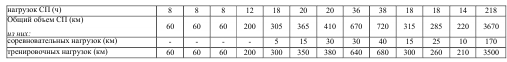 нагрузок СП (ч) 8 8 8 12 18 20 20 36 38 18 18 14 218
Общий объем СП (км) 60 60 60 200 305 365 410 670 720 315 285 220 3670
из них:
соревновательных нагрузок (км) - - - - 5 15 30 30 40 15 25 10 170
тренировочных нагрузок (км) 60 60 60 200 300 350 380 640 680 300 260 210 3500